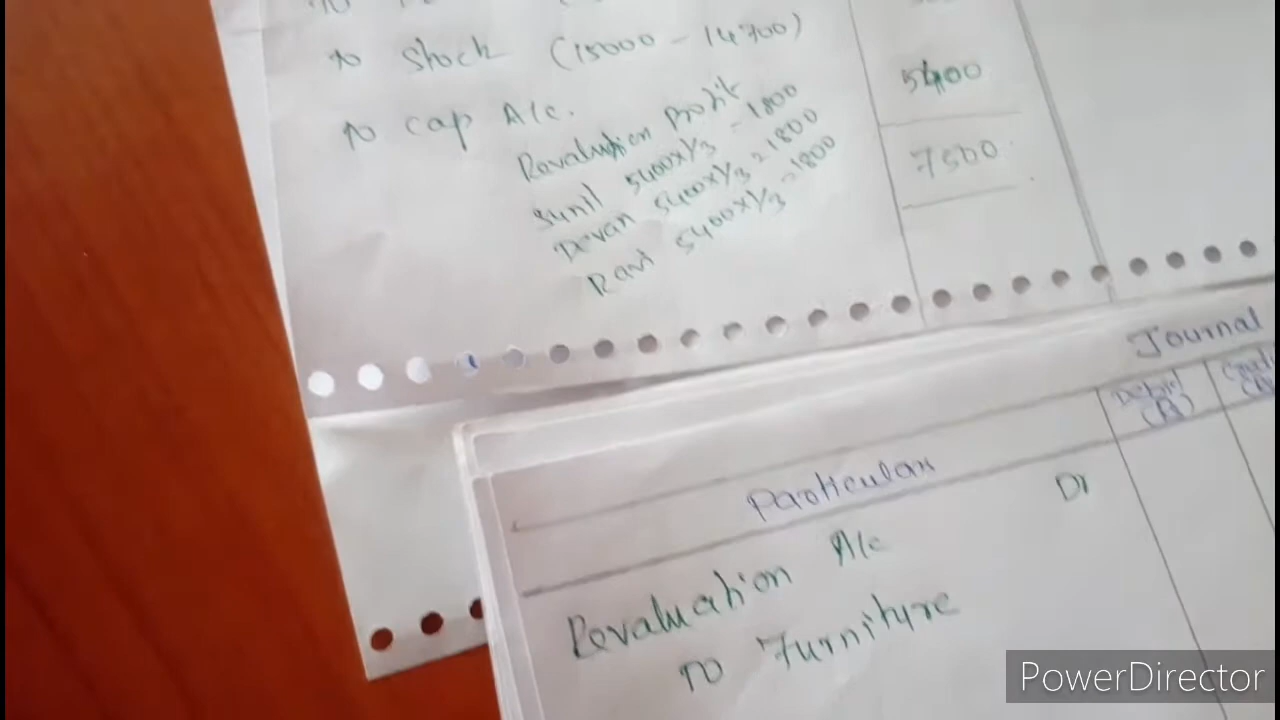 To Stock (15000 - 14700)
To Cap A/c. 5400
Revaluation Profit
Sunil 5400x1/3 - 1800
Devan 5400x1/3 = 1800
Ravi 5400x1/3 - 1800
7500
Journal
Particulars Debit (₹)
Revaluation A/c Dr
To Furniture
PowerDirector